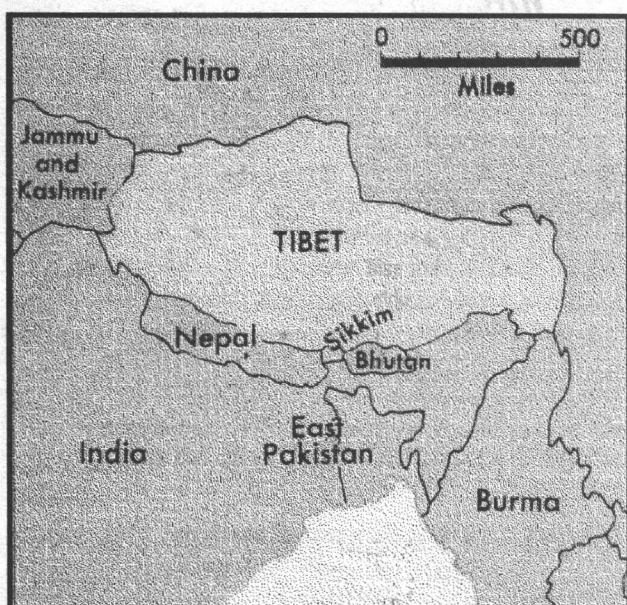 0 500
Miles
China
Jammu
and
Kashmir
TIBET
Nepal
Sikkim
Bhutan
India
East
Pakistan
Burma